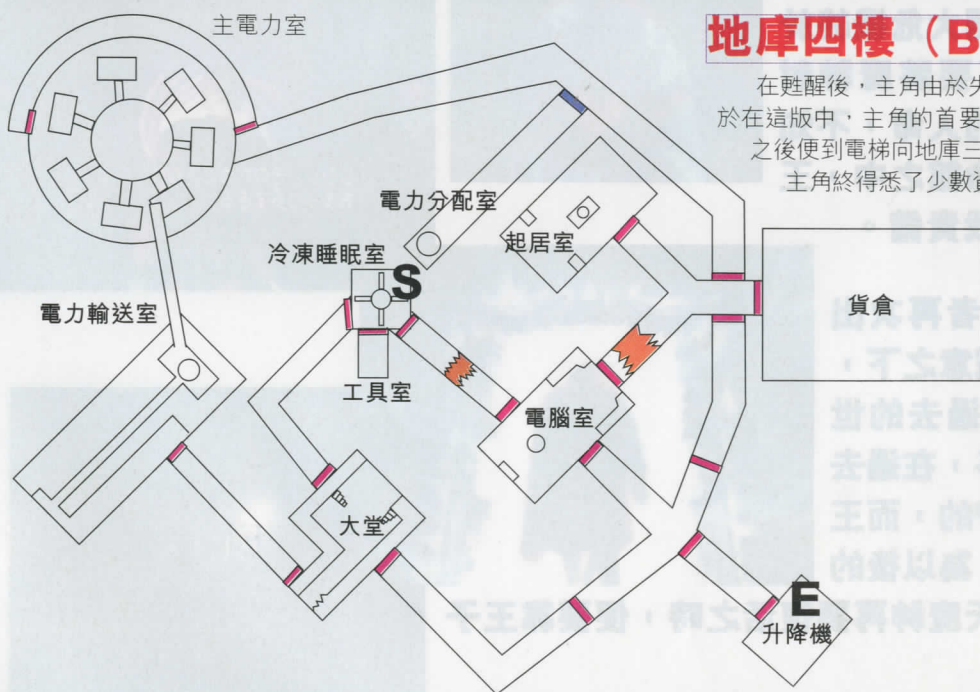 主電力室
地庫四樓（B
在甦醒後，主角由於失
於在這版中，主角的首要
之後便到電梯向地庫三
主角終得悉了少數資
電力分配室
起居室
冷凍睡眠室
S
電力輸送室
貨倉
工具室
電腦室
大堂
E
升降機